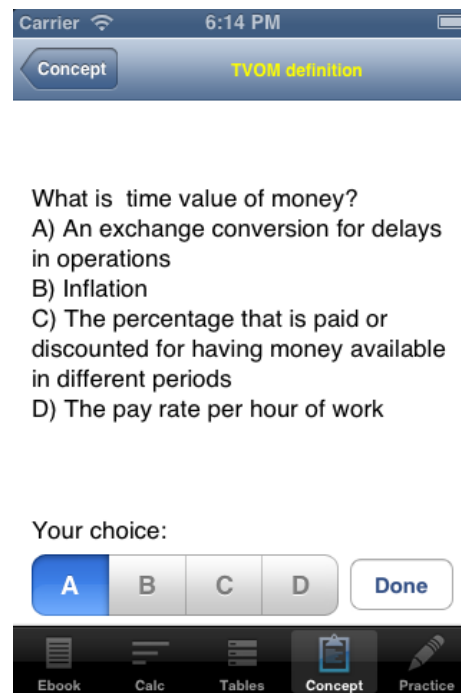 Carrier 6:14 PM
Concept TVOM definition
What is  time value of money?
A) An exchange conversion for delays
in operations
B) Inflation
C) The percentage that is paid or
discounted for having money available
in different periods
D) The pay rate per hour of work
Your choice:
A B C D Done
Ebook Calc Tables Concept Practice